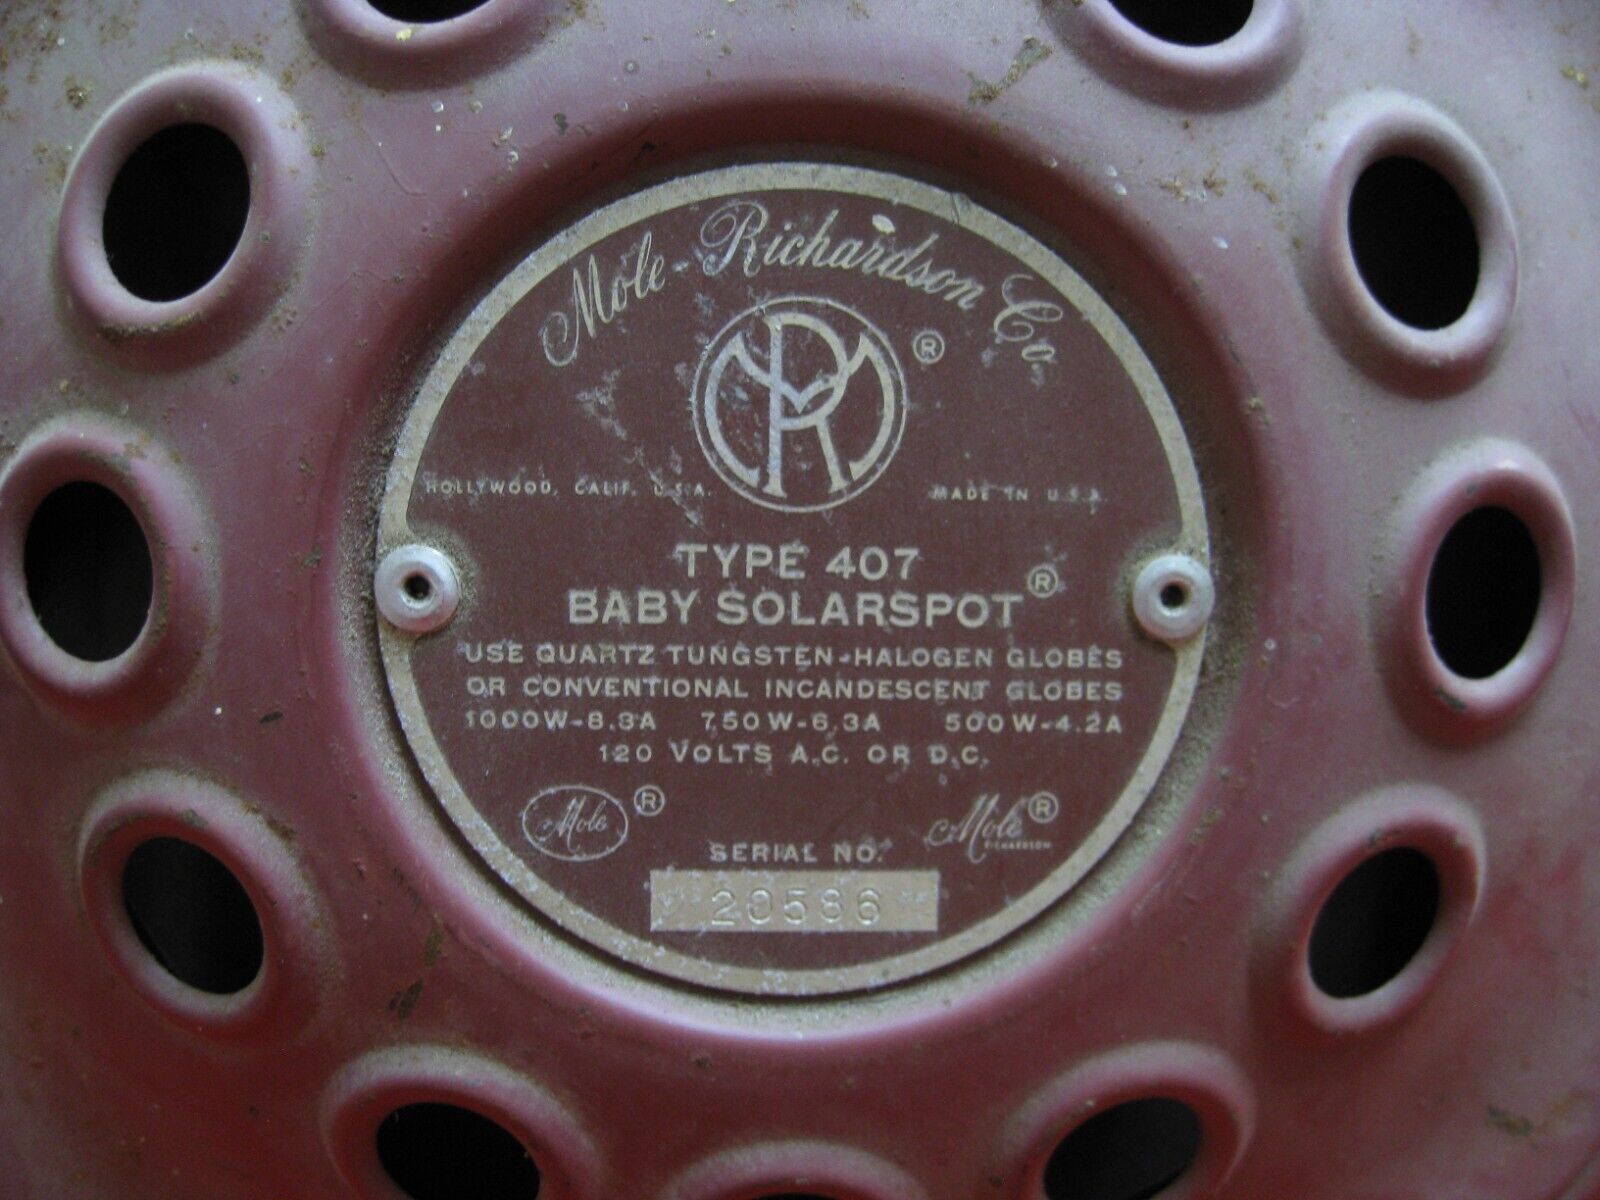 Mole-Richardson Co.
MR ®
HOLLYWOOD, CALIF. U.S.A. MADE IN U.S.A.
TYPE 407
BABY SOLARSPOT ®
USE QUARTZ TUNGSTEN-HALOGEN GLOBES
OR CONVENTIONAL INCANDESCENT GLOBES
1000W-8.3A 750W-6.3A 500W-4.2A
120 VOLTS A.C. OR D.C.
Mole ® Mole ®
RICHARDSON
SERIAL NO.
20586